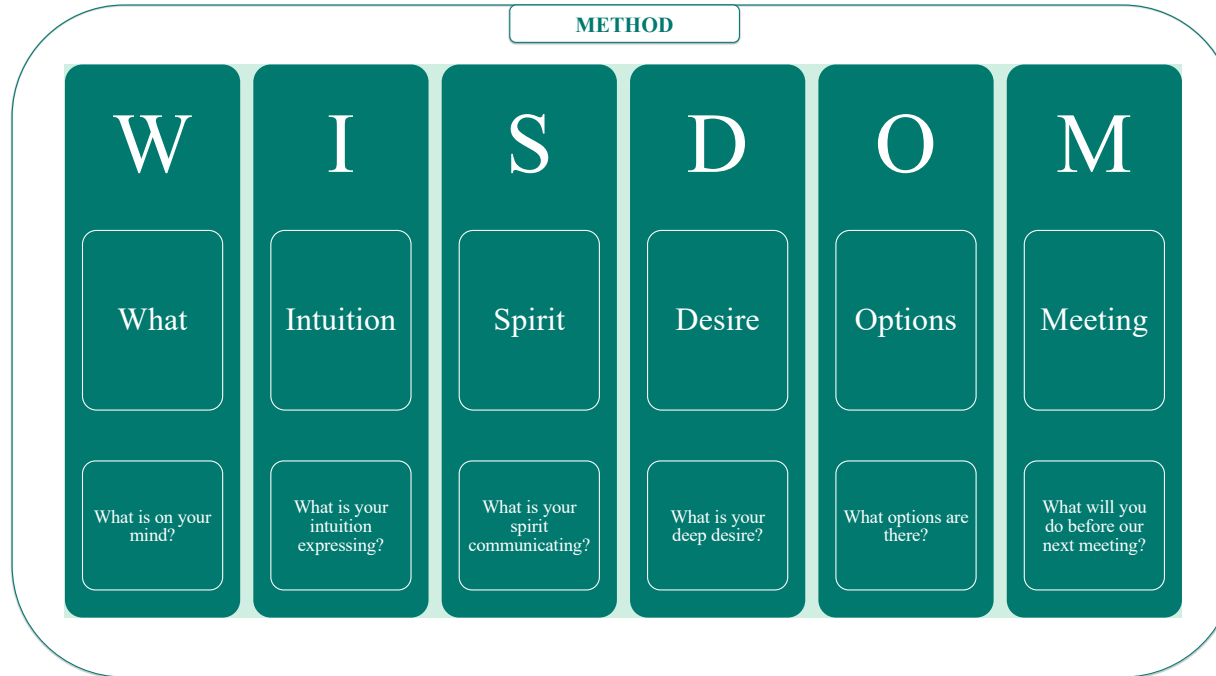 METHOD
W
What
What is on your
mind?
I
Intuition
What is your
intuition
expressing?
S
Spirit
What is your
spirit
communicating?
D
Desire
What is your
deep desire?
O
Options
What options are
there?
M
Meeting
What will you
do before our
next meeting?